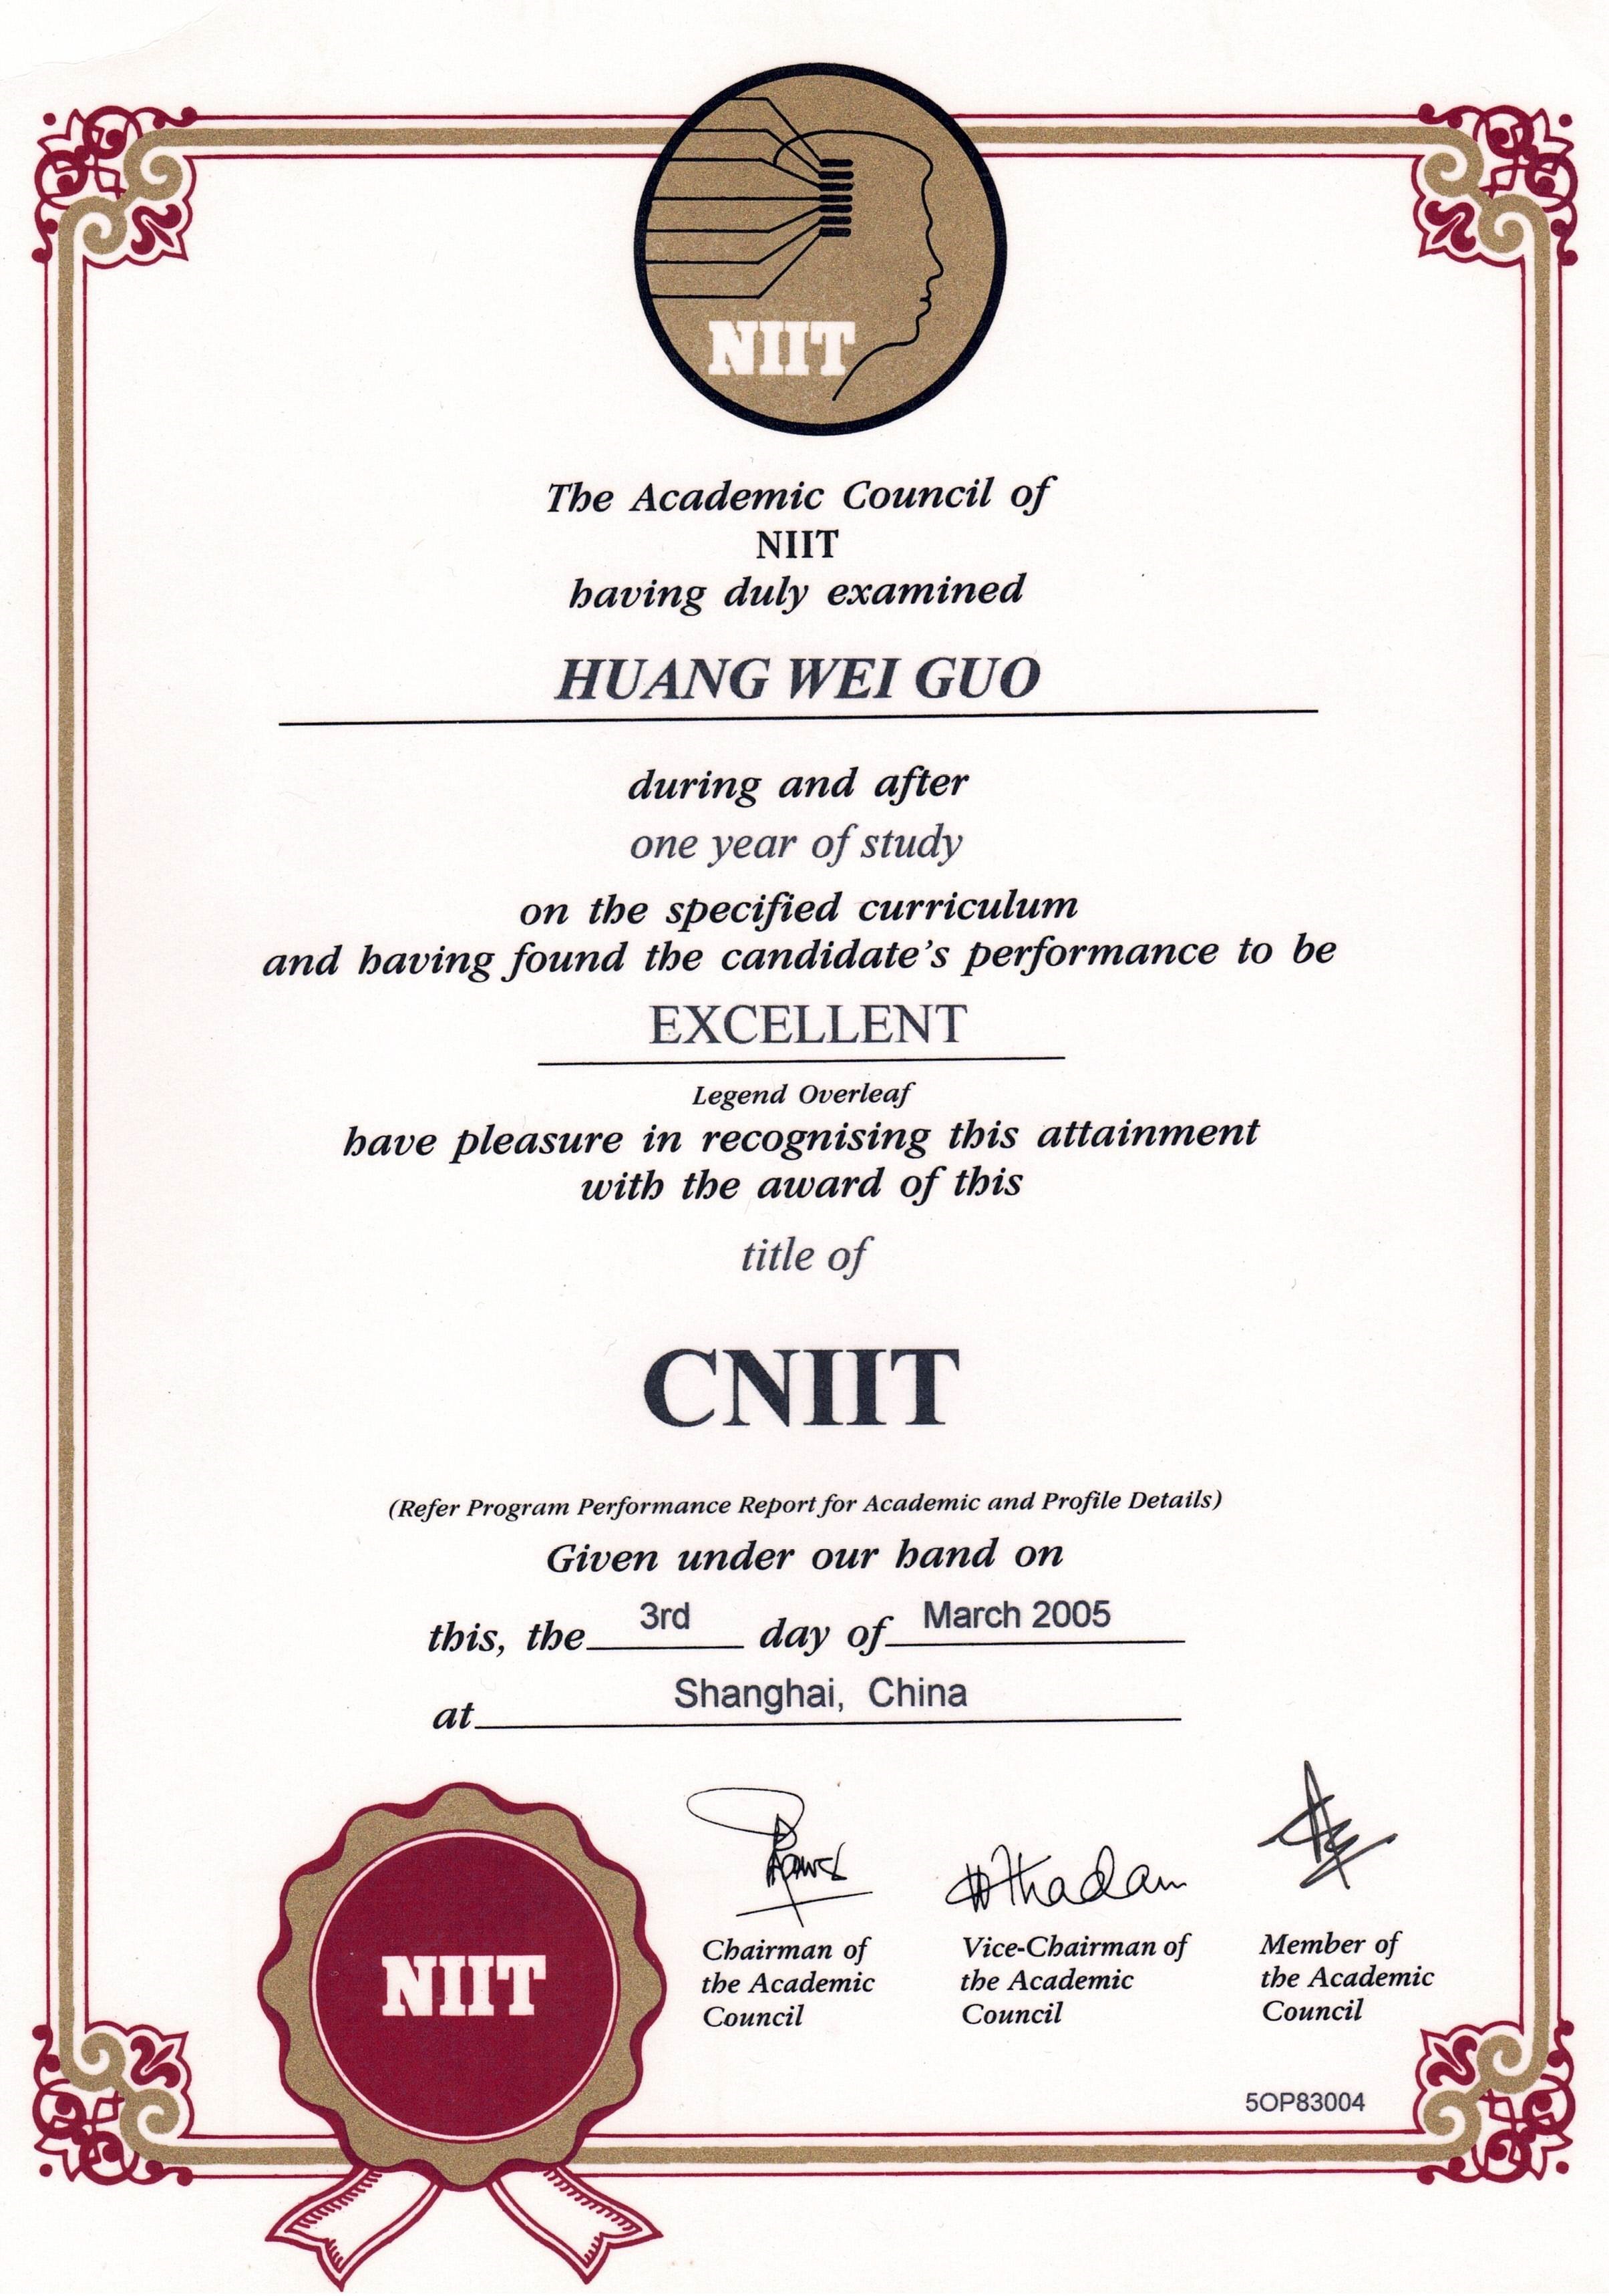 NIIT
The Academic Council of
NIIT
having duly examined
HUANG WEI GUO
during and after
one year of study
on the specified curriculum
and having found the candidate's performance to be
EXCELLENT
Legend Overleaf
have pleasure in recognising this attainment
with the award of this
title of
CNIIT
(Refer Program Performance Report for Academic and Profile Details)
Given under our hand on
this, the 3rd day of March 2005
at Shanghai, China
NIIT
Chairman of
the Academic
Council
Vice-Chairman of
the Academic
Council
Member of
the Academic
Council
5OP83004